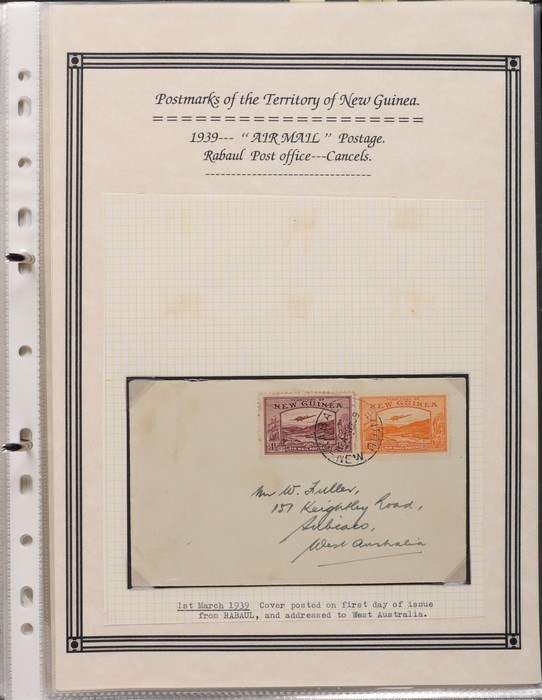 Postmarks of the Territory of New Guinea.
====================
1939--- "AIR MAIL" Postage.
Rabaul Post office---Cancels.
--------------------------------
NEW GUINEA
NEW GUINEA
NEW
Mr W. Fuller,
151 Keightley Road,
West Australia
1st March 1939 Cover posted on first day of issue
from RABAUL, and addressed to West Australia.